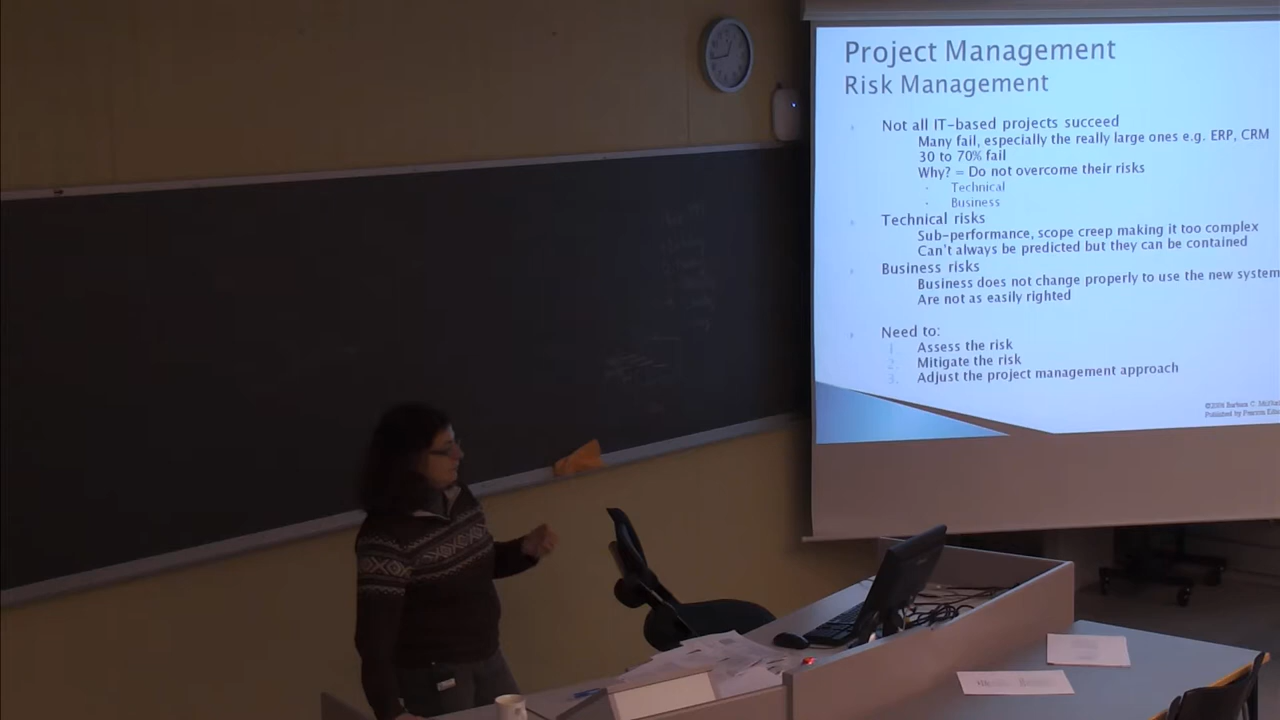 Project Management
Risk Management
Not all IT-based projects succeed
Many fail, especially the really large ones e.g. ERP, CRM
30 to 70% fail
Why? = Do not overcome their risks
Technical
Business
Technical risks
Sub-performance, scope creep making it too complex
Can't always be predicted but they can be contained
Business risks
Business does not change properly to use the new system
Are not as easily righted
Need to:
1. Assess the risk
2. Mitigate the risk
3. Adjust the project management approach
Barbara C.
Published by Pearson